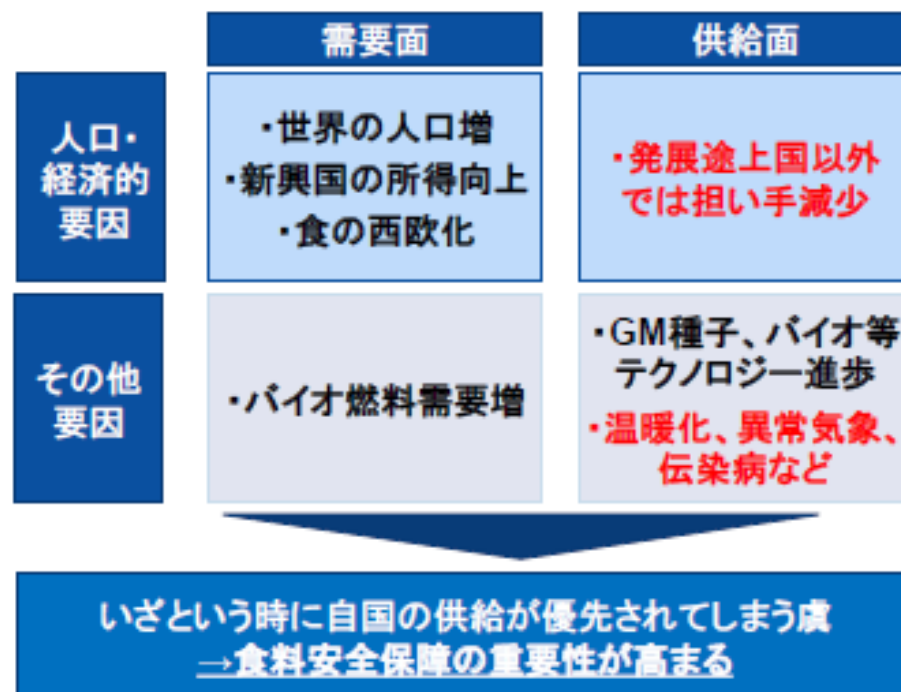 需要面
供給面
人口・
経済的
要因
・世界の人口増
・新興国の所得向上
・食の西欧化
・発展途上国以外
では担い手減少
その他
要因
・バイオ燃料需要増
・GM種子、バイオ等
テクノロジー進歩
・温暖化、異常気象、
伝染病など
いざという時に自国の供給が優先されてしまう虞
→食料安全保障の重要性が高まる